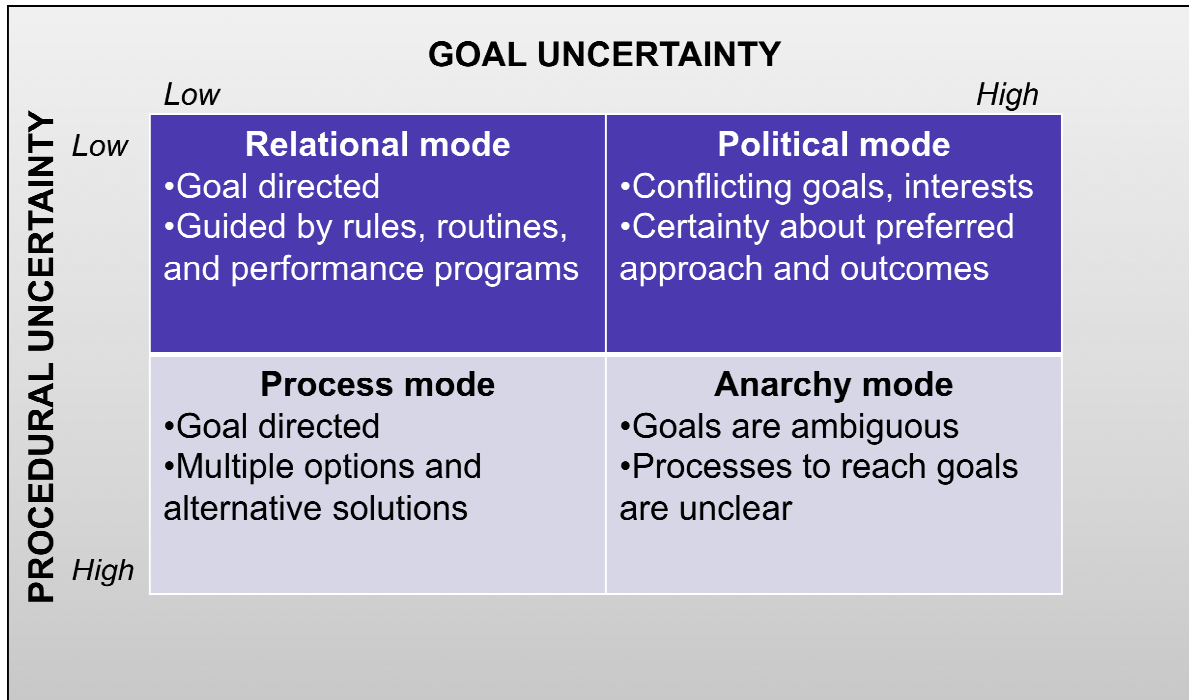 GOAL UNCERTAINTY
Low
High
PROCEDURAL UNCERTAINTY
Low
High
Relational mode
•Goal directed
•Guided by rules, routines,
and performance programs
Political mode
•Conflicting goals, interests
•Certainty about preferred
approach and outcomes
Process mode
•Goal directed
•Multiple options and
alternative solutions
Anarchy mode
•Goals are ambiguous
•Processes to reach goals
are unclear